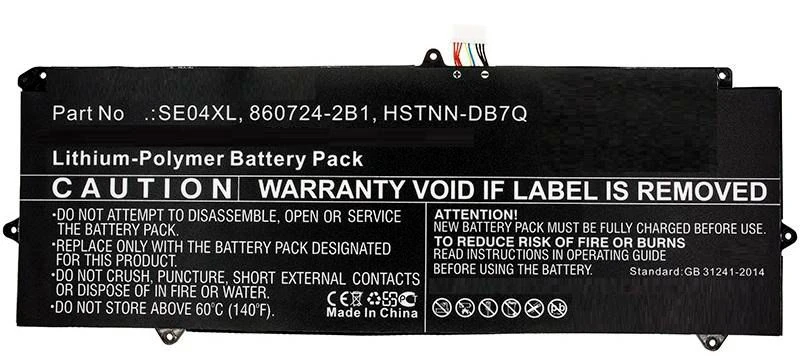 + -
Part No .:SE04XL, 860724-2B1, HSTNN-DB7Q
Lithium-Polymer Battery Pack
CAUTION WARRANTY VOID IF LABEL IS REMOVED
•DO NOT ATTEMPT TO DISASSEMBLE, OPEN OR SERVICE
THE BATTERY PACK.
•REPLACE ONLY WITH THE BATTERY PACK DESIGNATED
FOR THIS PRODUCT.
•DO NOT CRUSH, PUNCTURE, SHORT EXTERNAL CONTACTS
OR DISPOSE OF IN FIRE OR WATER.
•DO NOT STORE ABOVE 60℃ (140℉).
ATTENTION!
NEW BATTERY PACK MUST BE FULLY CHARGED BEFORE USE.
TO REDUCE RISK OF FIRE OR BURNS
READ INSTRUCTIONS IN OPERATING GUIDE
BEFORE USING THE BATTERY.
Standard:GB 31241-2014
CE
Made In China